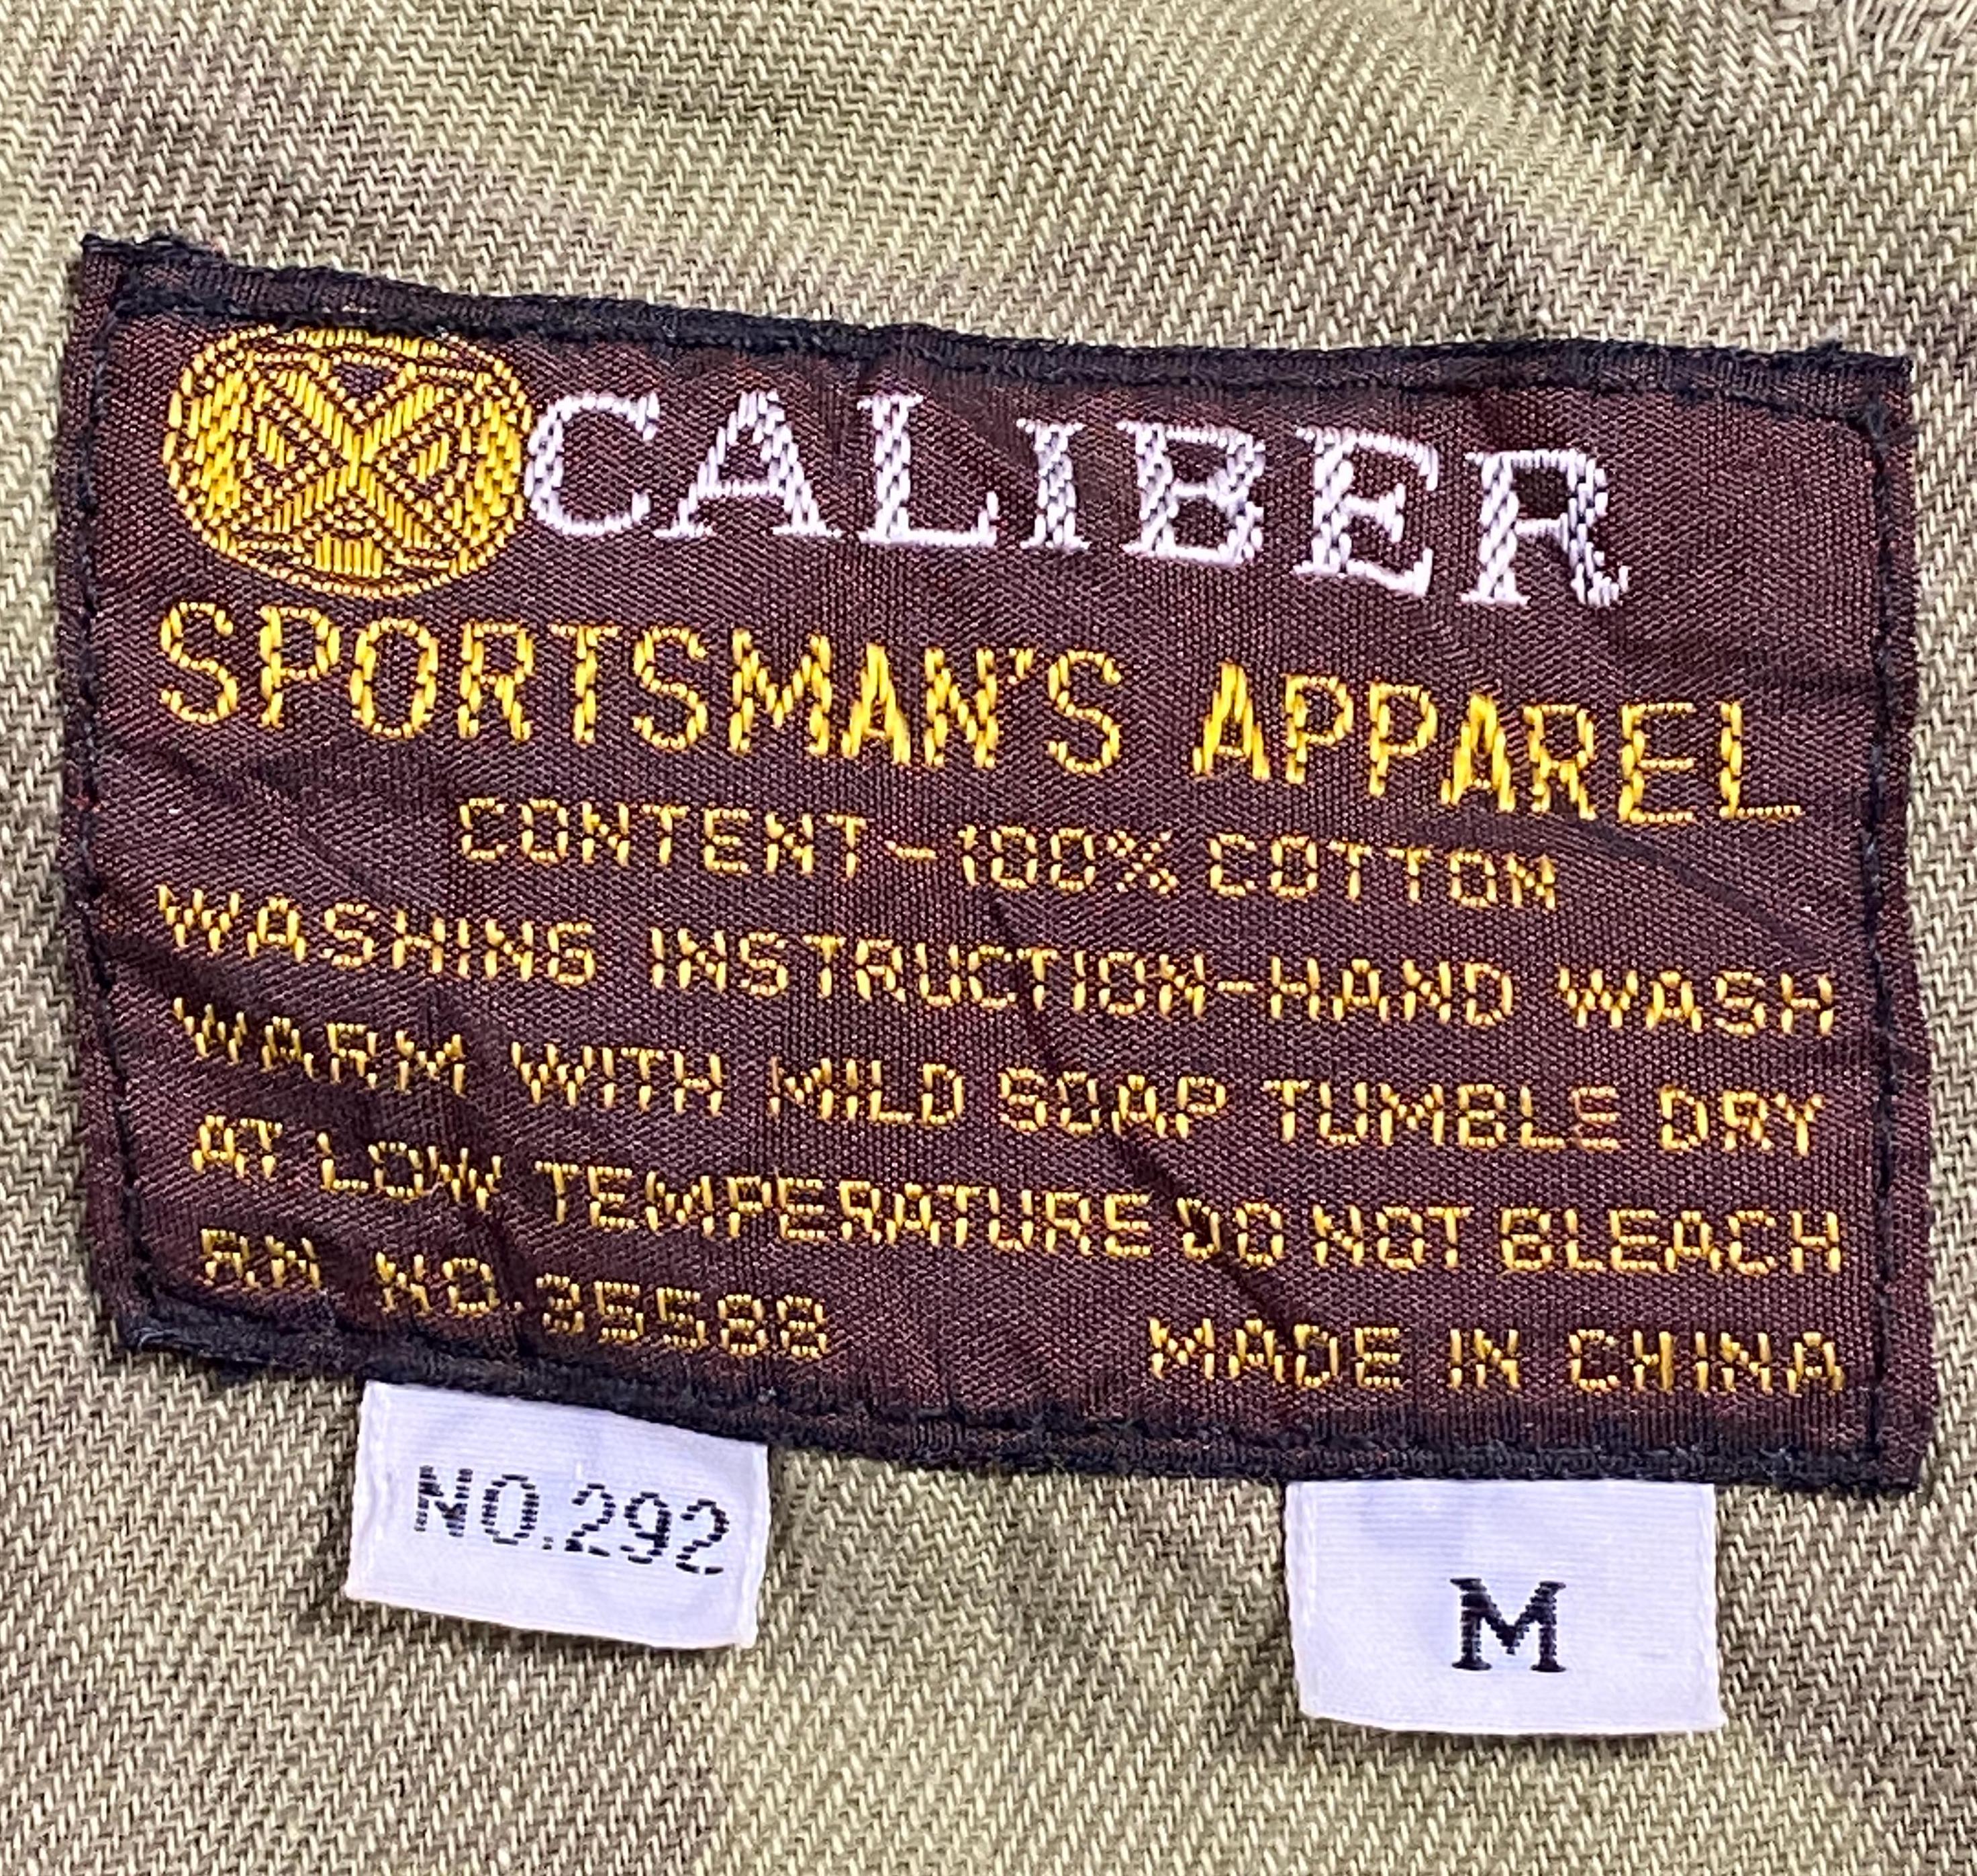 XCALIBER
SPORTSMAN'S APPAREL
CONTENT-100% COTTON
WASHING INSTRUCTION-HAND WASH
WARM WITH MILD SOAP TUMBLE DRY
AT LOW TEMPERATURE DO NOT BLEACH
RN NO.35588 MADE IN CHINA
NO.292 M